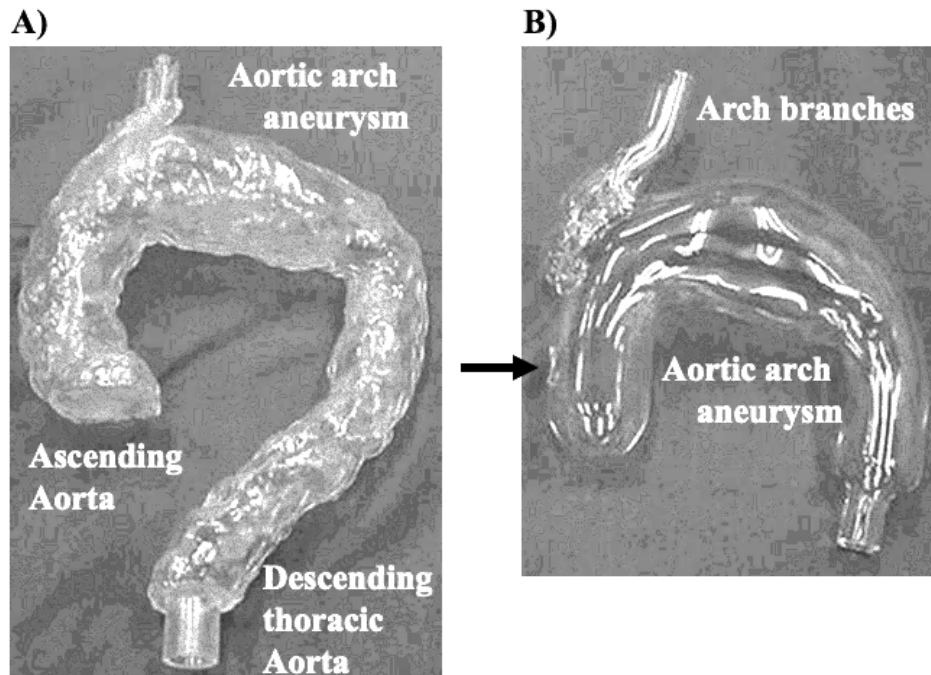 A)
Aortic arch
aneurysm
Ascending
Aorta
Descending
thoracic
Aorta
B)
Arch branches
Aortic arch
aneurysm